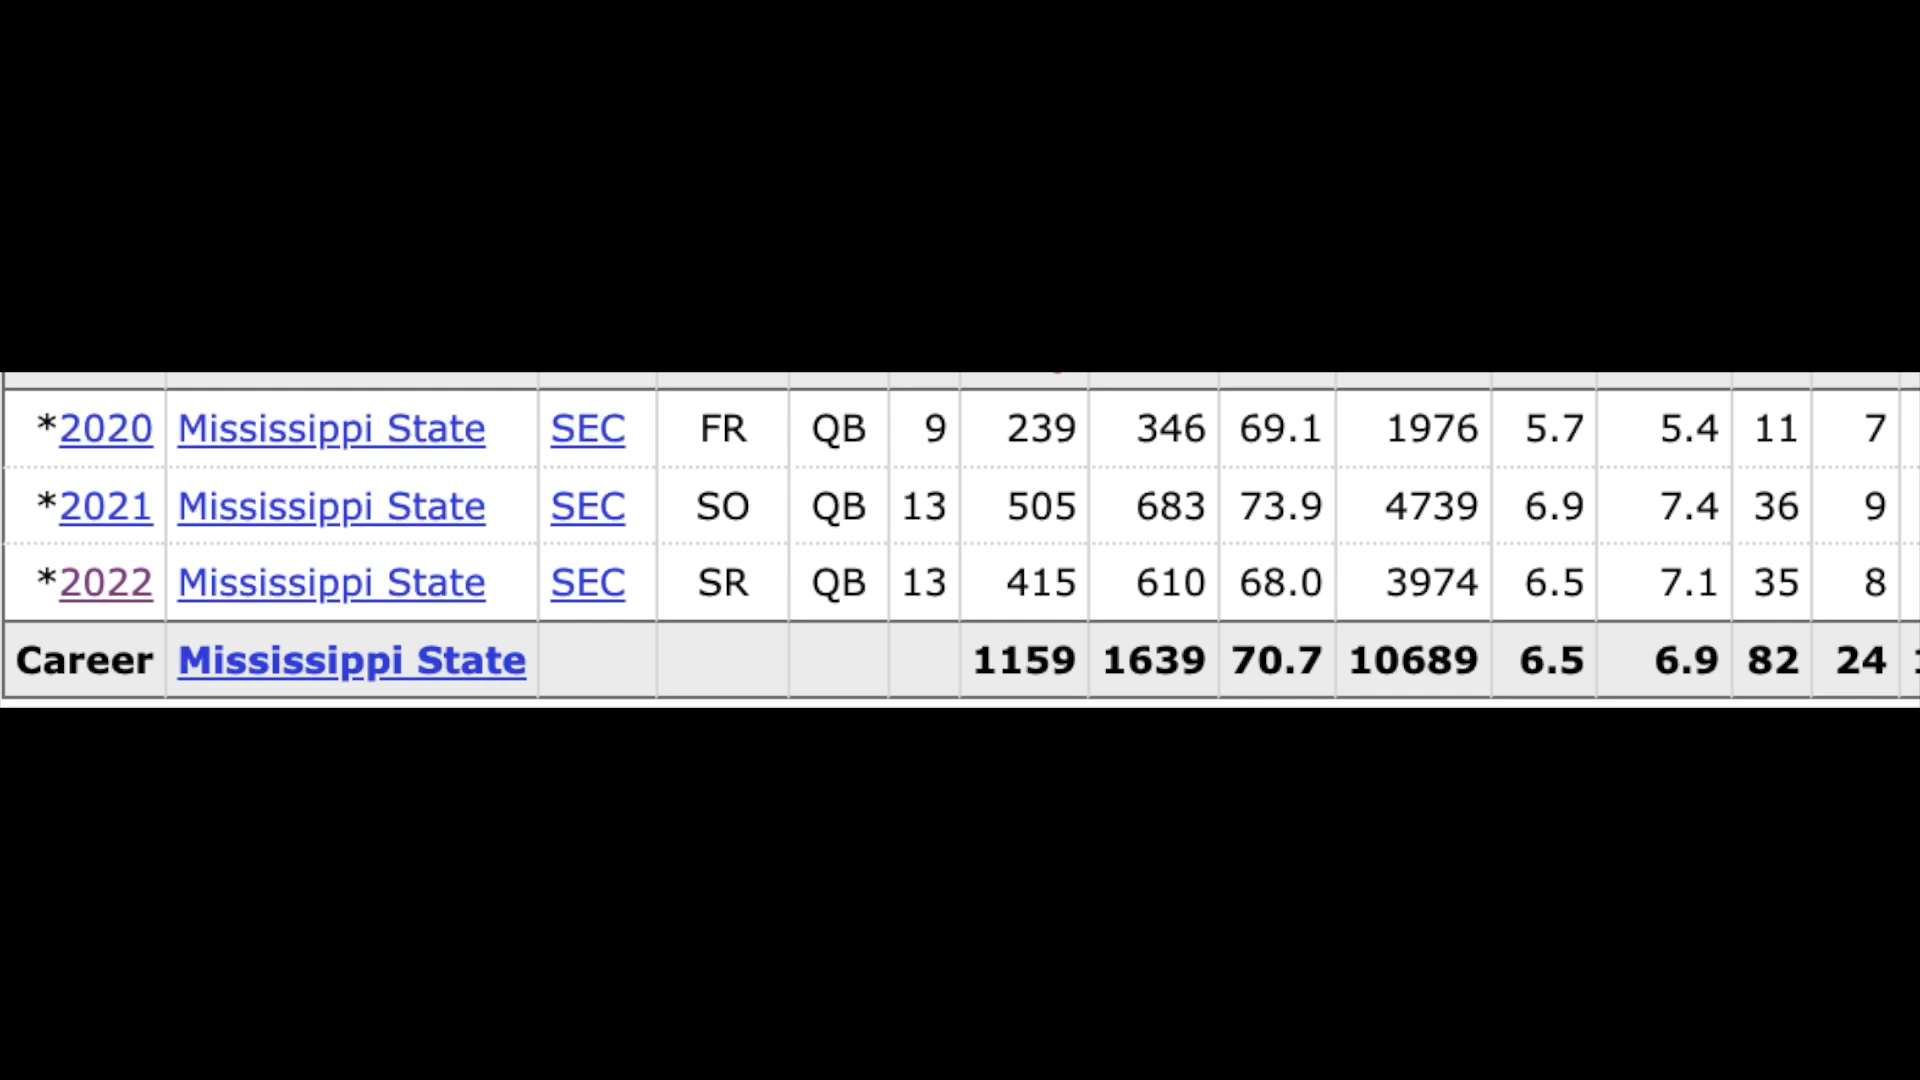 *2020 Mississippi State SEC FR QB 9 239 346 69.1 1976 5.7 5.4 11 7
*2021 Mississippi State SEC SO QB 13 505 683 73.9 4739 6.9 7.4 36 9
*2022 Mississippi State SEC SR QB 13 415 610 68.0 3974 6.5 7.1 35 8
Career Mississippi State 1159 1639 70.7 10689 6.5 6.9 82 24